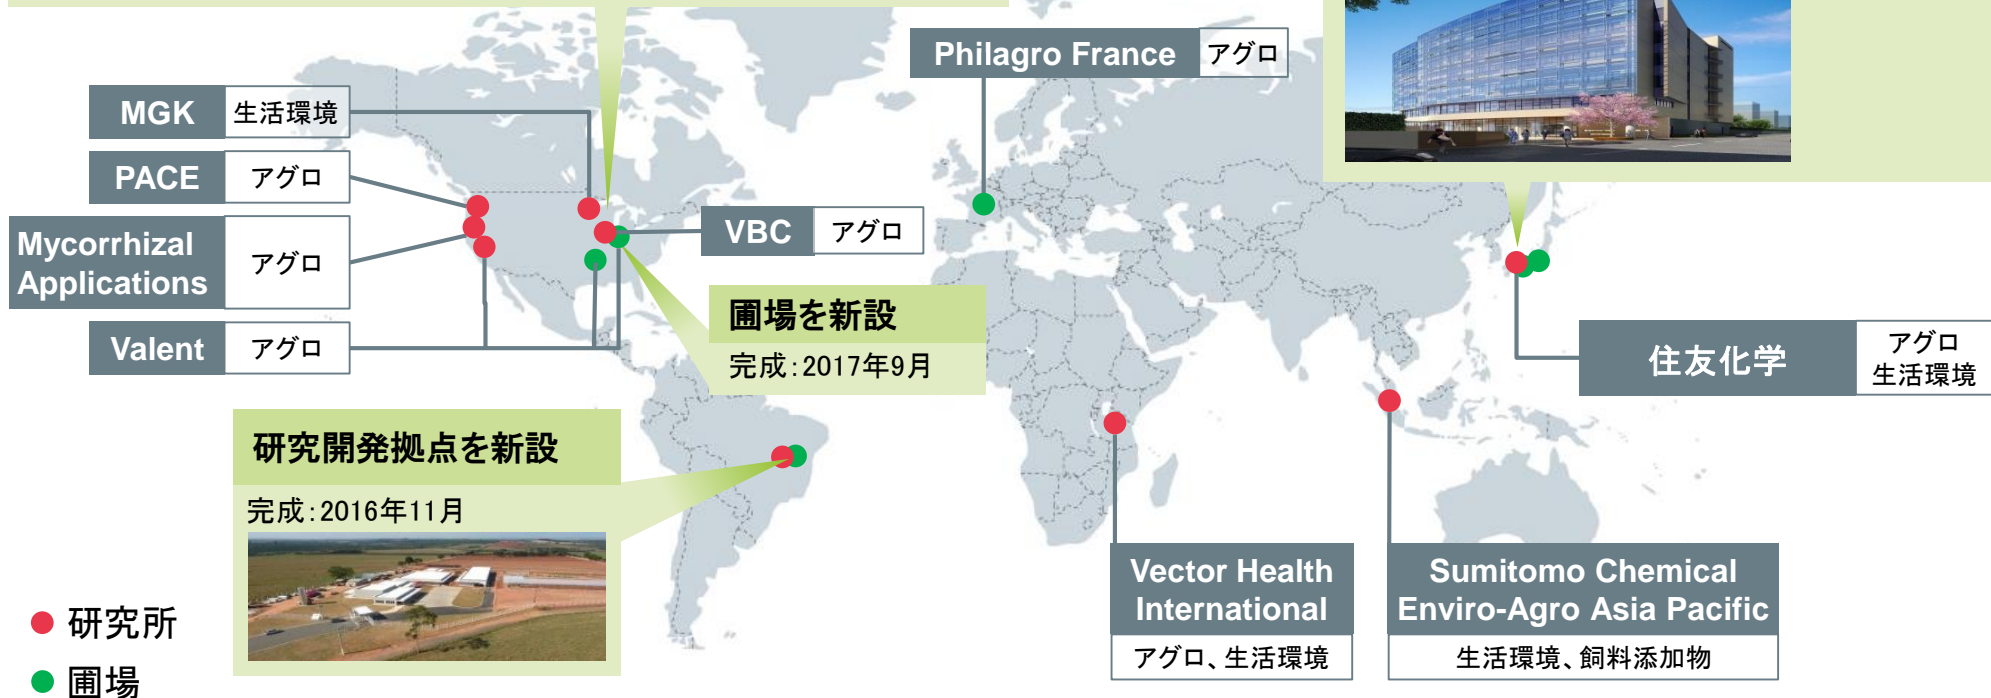 Philagro France
アグロ
MGK
生活環境
PACE
アグロ
Mycorrhizal
Applications
アグロ
Valent
アグロ
VBC
アグロ
圃場を新設
完成：2017年9月
住友化学
アグロ
生活環境
研究開発拠点を新設
完成：2016年11月
Vector Health
International
アグロ、生活環境
Sumitomo Chemical
Enviro-Agro Asia Pacific
生活環境、飼料添加物
研究所
圃場